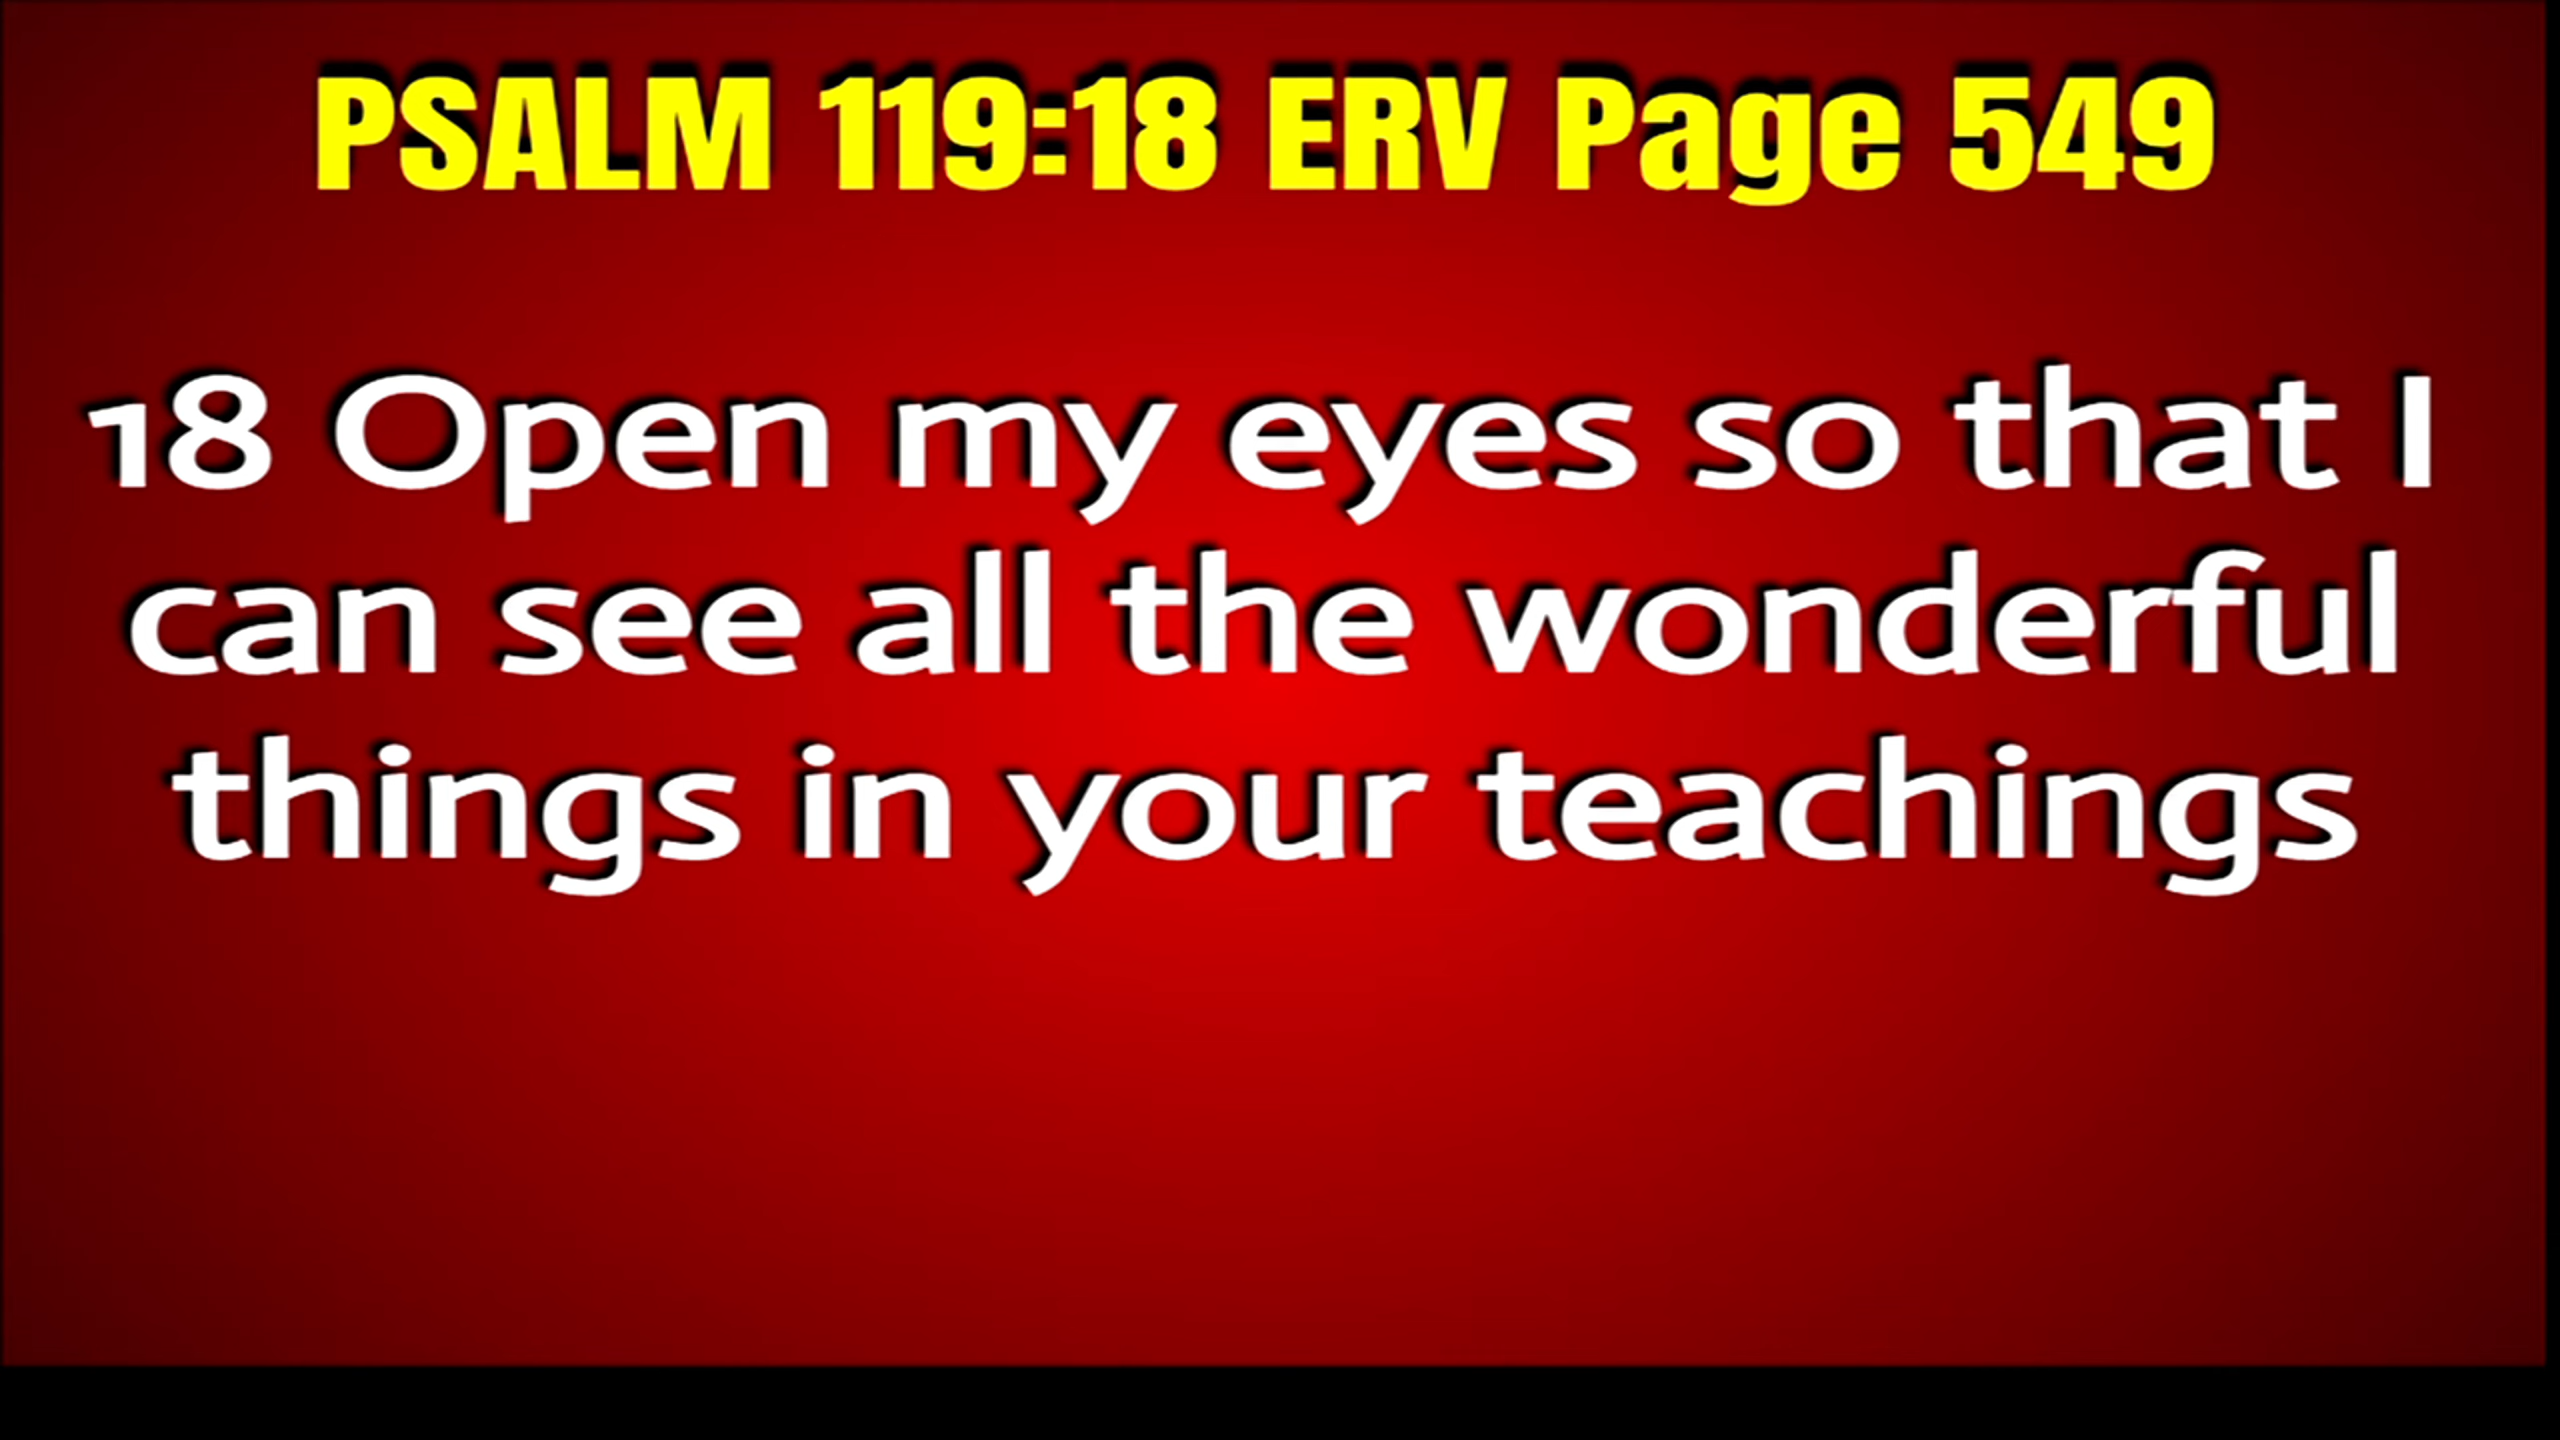 PSALM 119:18 ERV Page 549
18 Open my eyes so that I
can see all the wonderful
things in your teachings